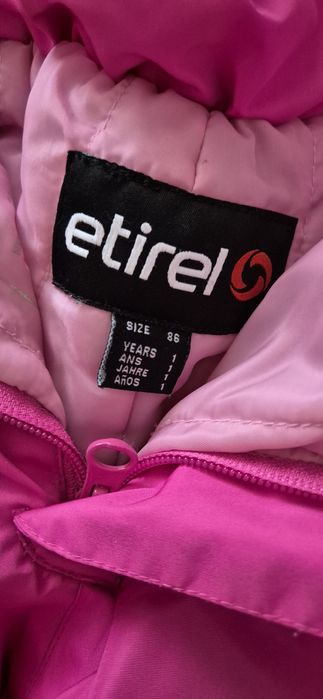 etirel
SIZE 86
YEARS 1
ANS 1
JAHRE 1
AÑOS 1